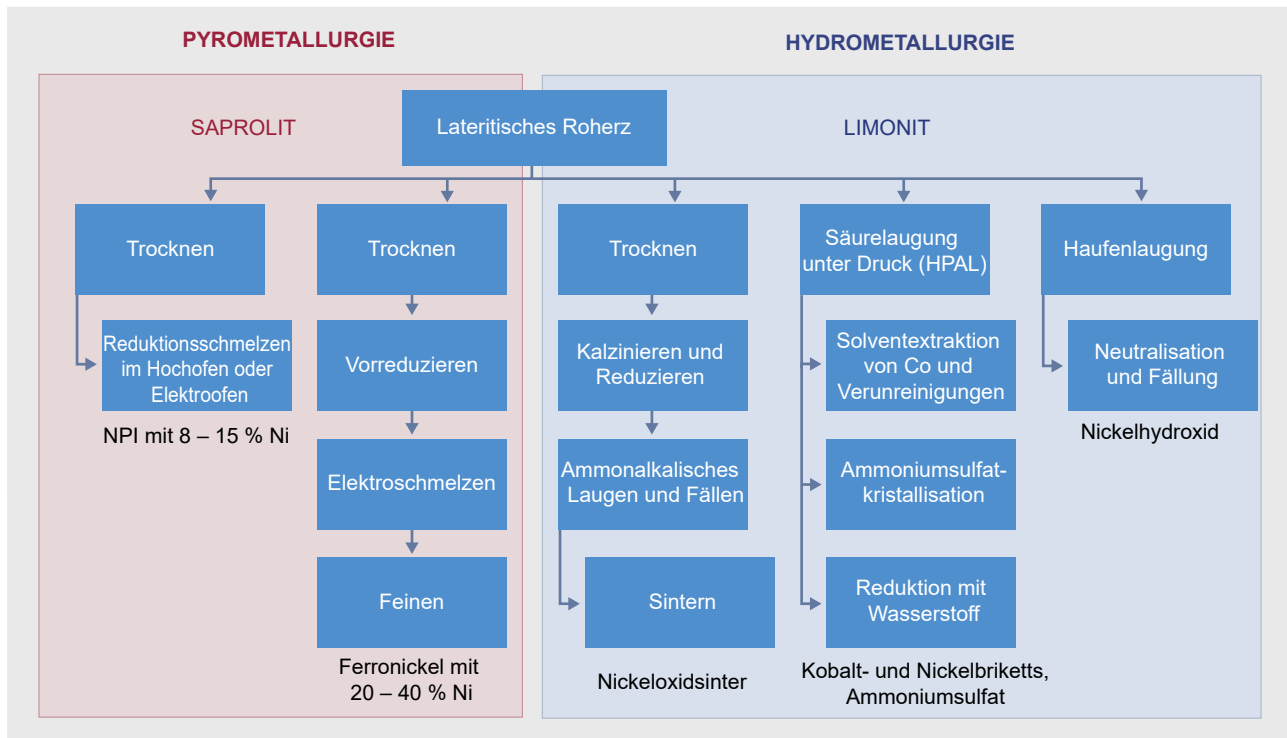 PYROMETALLURGIE
HYDROMETALLURGIE
SAPROLIT
Lateritisches Roherz
LIMONIT
Trocknen
Reduktionsschmelzen
im Hochofen oder
Elektroofen
NPI mit 8 – 15 % Ni
Trocknen
Vorreduzieren
Elektroschmelzen
Feinen
Ferronickel mit
20 – 40 % Ni
Trocknen
Kalzinieren und
Reduzieren
Ammonalkalisches
Laugen und Fällen
Sintern
Nickeloxidsinter
Säurelaugung
unter Druck (HPAL)
Solventextraktion
von Co und
Verunreinigungen
Ammoniumsulfat-
kristallisation
Reduktion mit
Wasserstoff
Kobalt- und Nickelbriketts,
Ammoniumsulfat
Haufenlaugung
Neutralisation
und Fällung
Nickelhydroxid